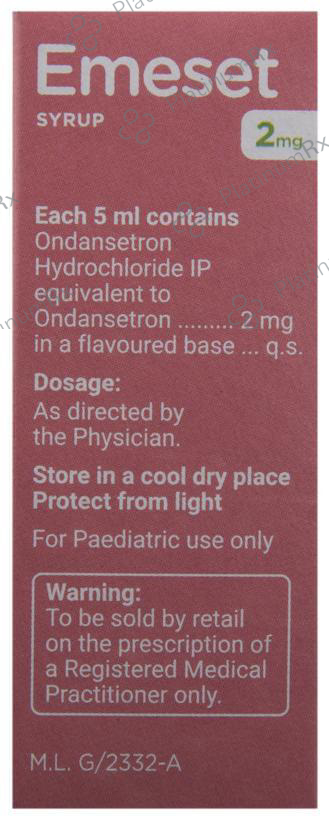 Emeset
SYRUP
2mg
Each 5 ml contains
Ondansetron
Hydrochloride IP
equivalent to
Ondansetron ......... 2 mg
in a flavoured base ... q.s.
Dosage:
As directed by
the Physician.
Store in a cool dry place
Protect from light
For Paediatric use only
Warning:
To be sold by retail
on the prescription of
a Registered Medical
Practitioner only.
M.L. G/2332-A